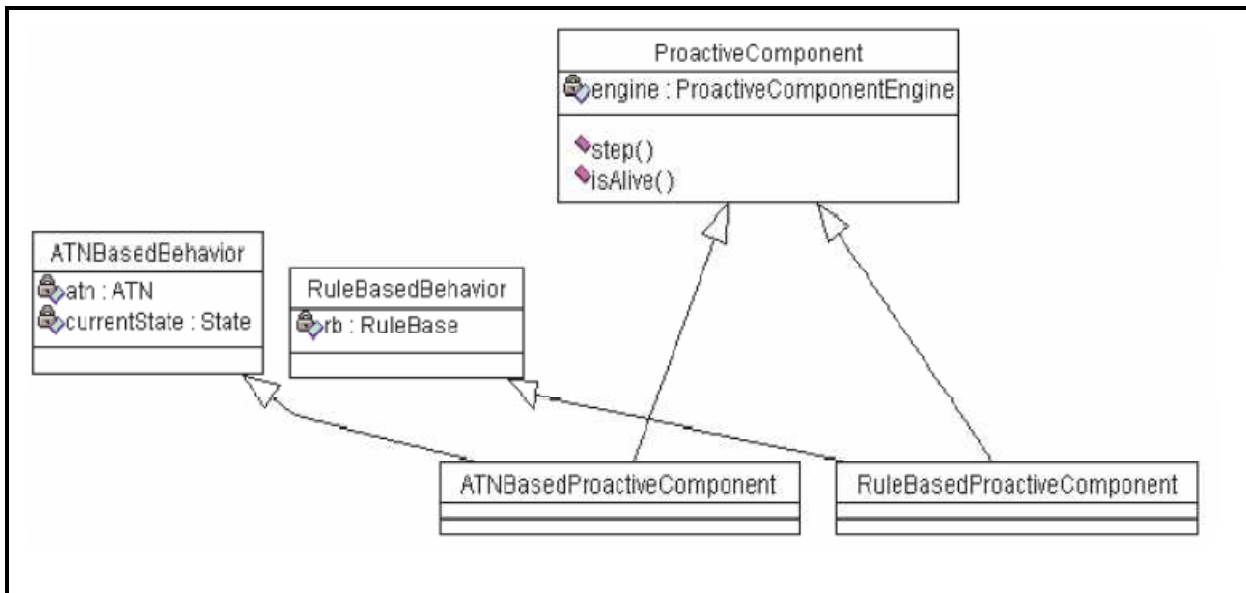 ProactiveComponent
engine : ProactiveComponentEngine
step()
isAlive()
ATNBasedBehavior
atn : ATN
currentState : State
RuleBasedBehavior
rb : RuleBase
ATNBasedProactiveComponent
RuleBasedProactiveComponent